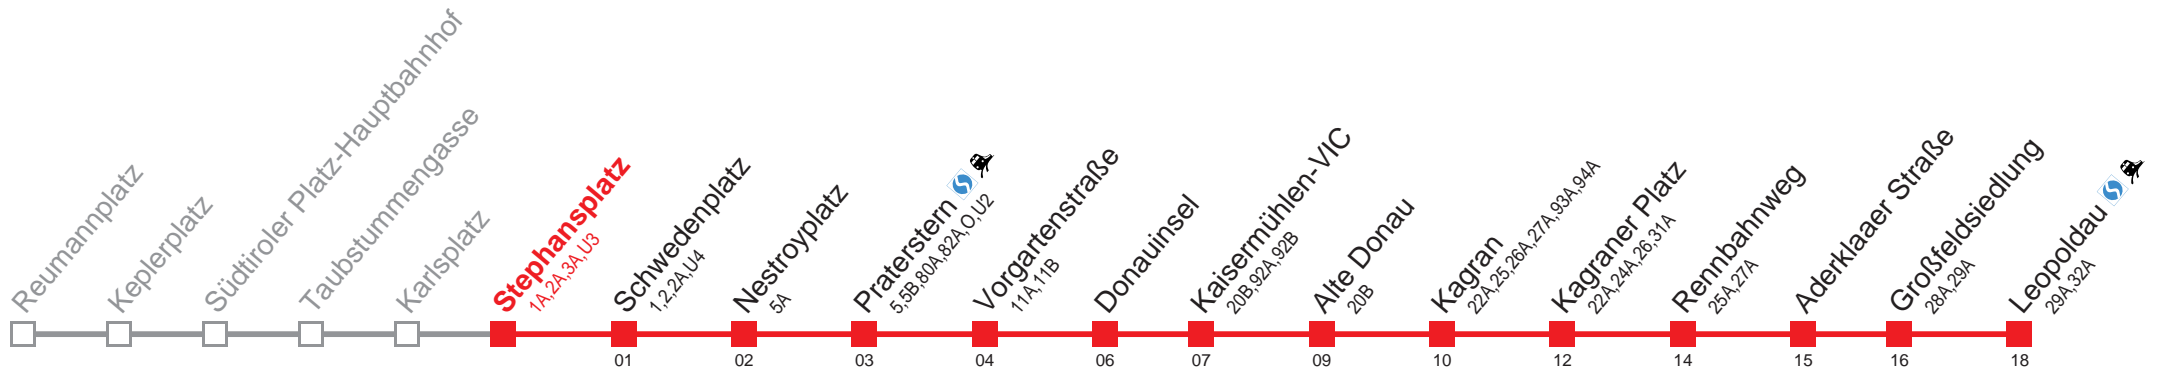 Reumannplatz
Keplerplatz
Südtiroler Platz-Hauptbahnhof
Taubstummengasse
Karlsplatz
Stephansplatz
1A,2A,3A,U3
Schwedenplatz
1,2,2A,U4
01
Nestroyplatz
5A
02
Praterstern
5,5B,80A,82A,O,U2
03
Vorgartenstraße
11A,11B
04
Donauinsel
06
Kaisermühlen-VIC
20B,92A,92B
07
Alte Donau
20B
09
Kagran
22A,25,26A,27A,93A,94A
10
Kagraner Platz
22A,24A,26,31A
12
Rennbahnweg
25A,27A
14
Aderklaaer Straße
15
Großfeldsiedlung
28A,29A
16
Leopoldau
29A,32A
18